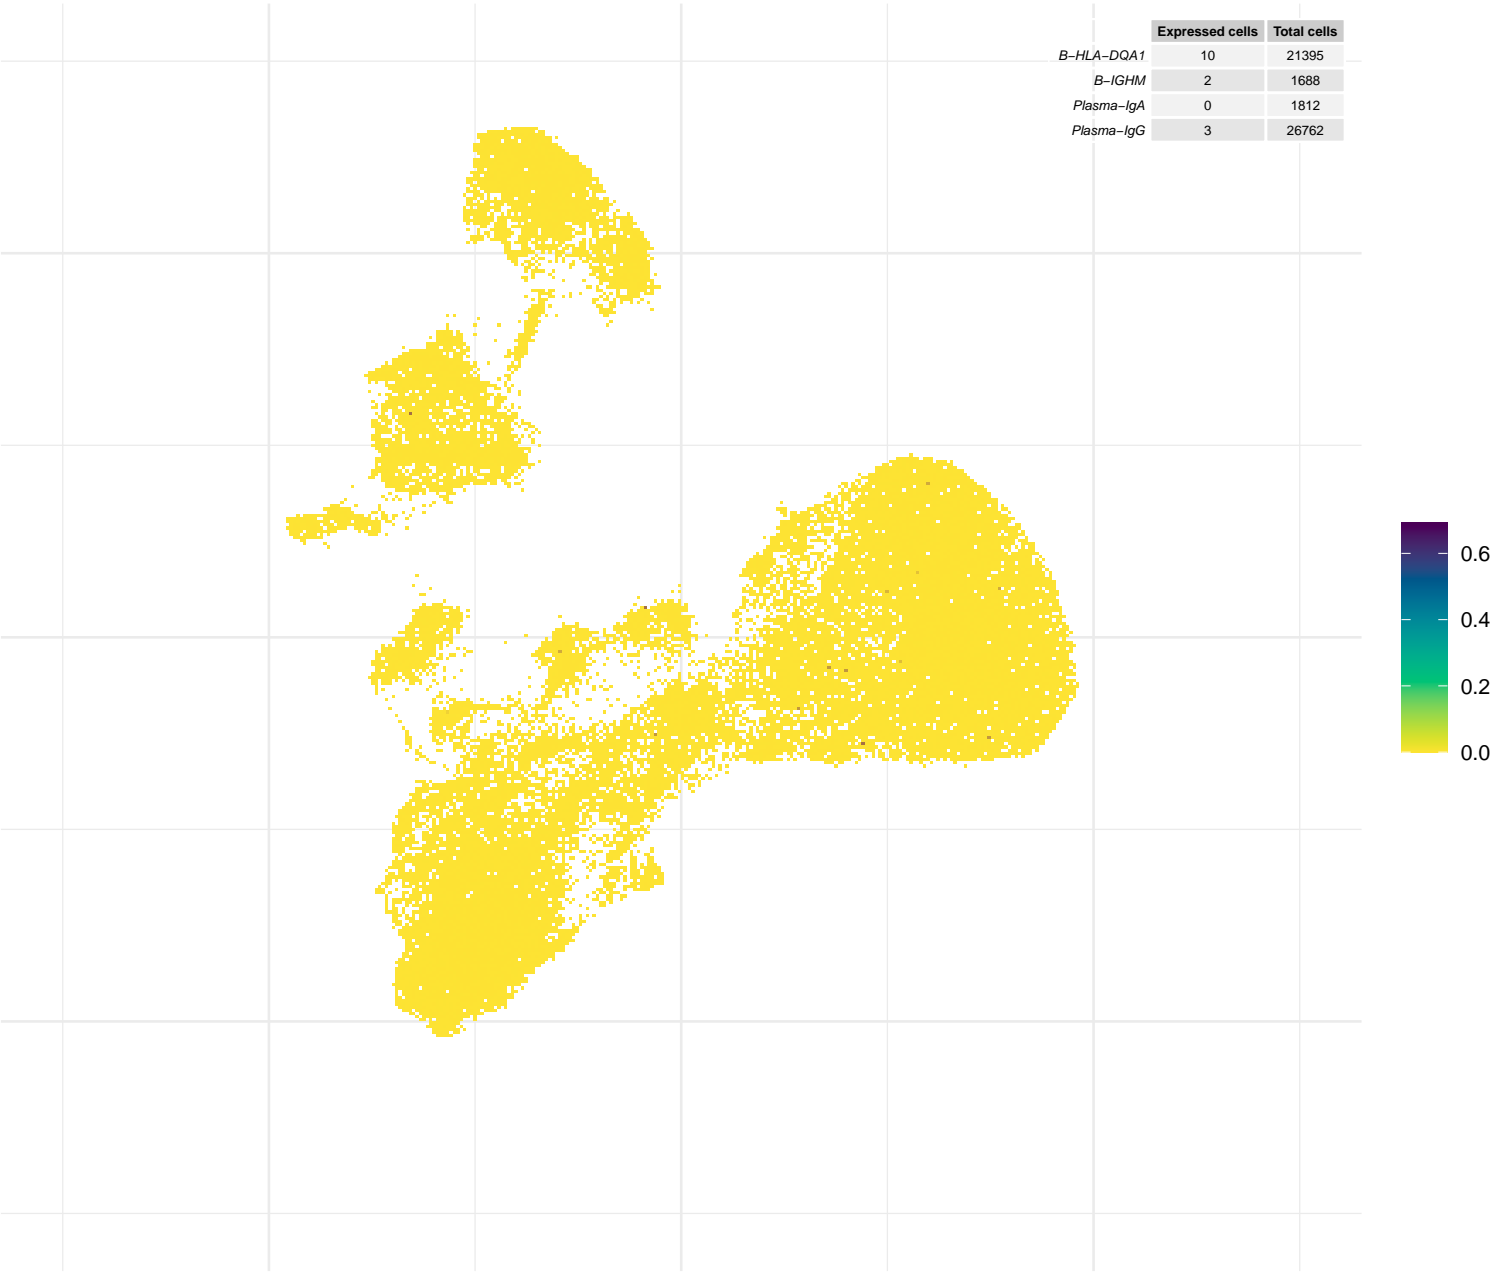 Expressed cells Total cells
B−HLA−DQA1 10 21395
B−IGHM 2 1688
Plasma−IgA 0 1812
Plasma−IgG 3 26762
0.6
0.4
0.2
0.0